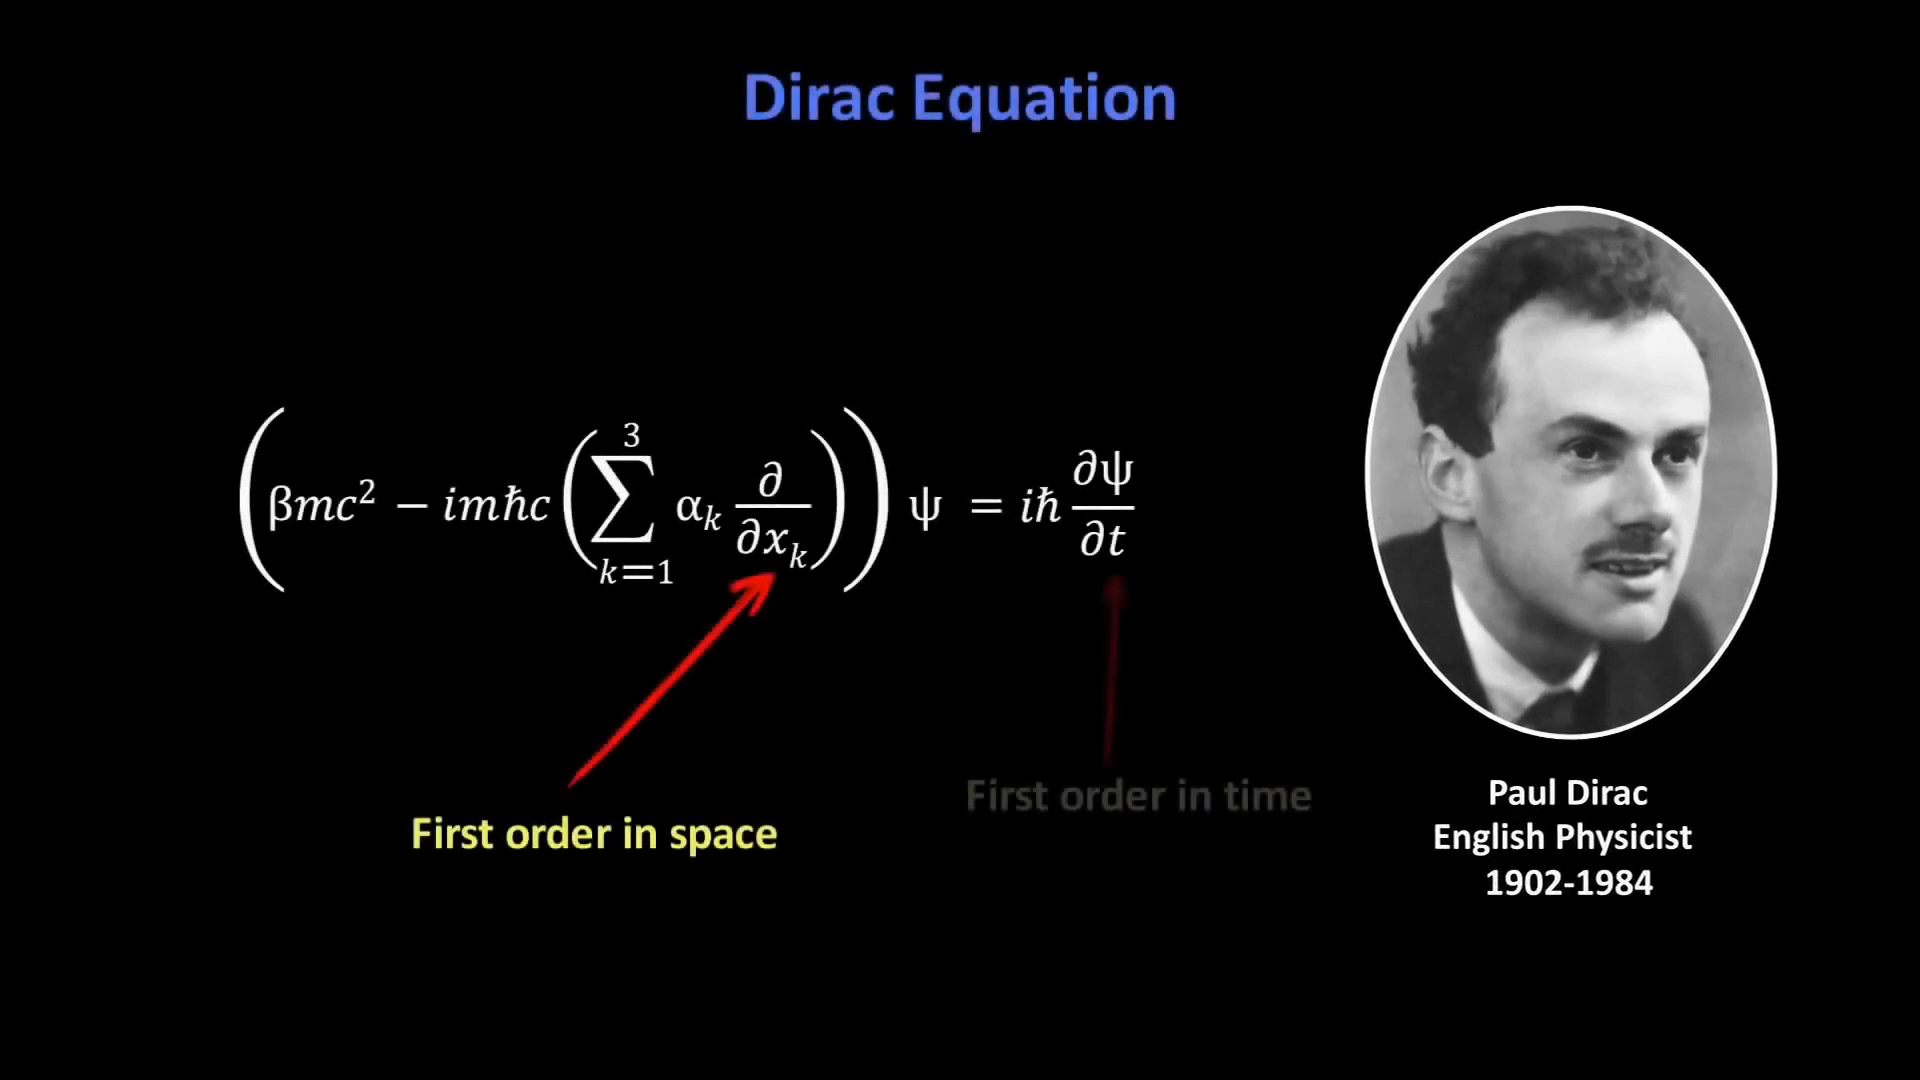 Dirac Equation
(βmc² − imħc (∑ₖ₌₁³ αₖ ∂/∂xₖ)) ψ = iħ ∂ψ/∂t
First order in space
First order in time
Paul Dirac
English Physicist
1902-1984